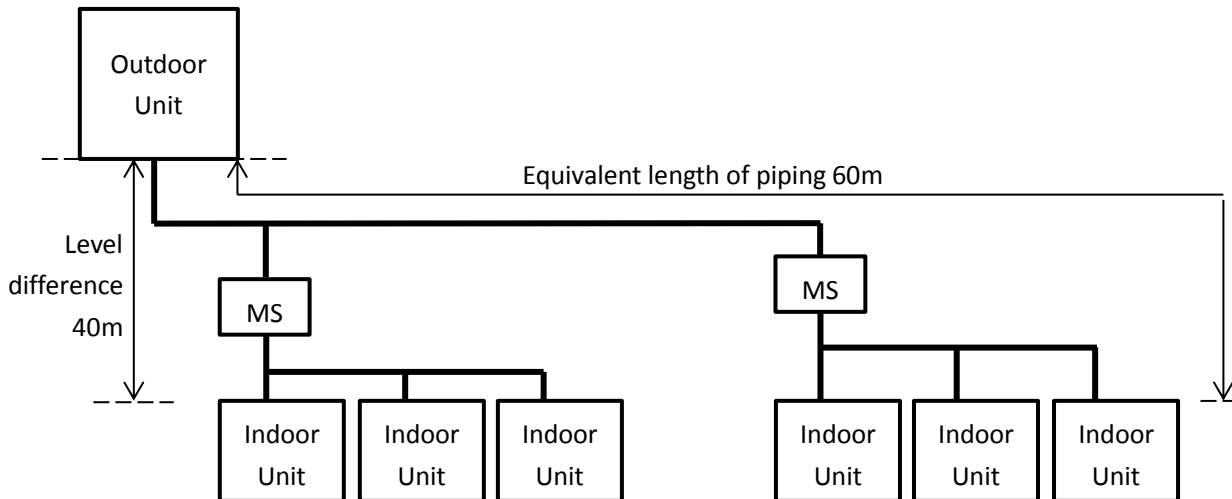 Outdoor
Unit
Equivalent length of piping 60m
Level
difference
40m
MS
MS
Indoor
Unit
Indoor
Unit
Indoor
Unit
Indoor
Unit
Indoor
Unit
Indoor
Unit